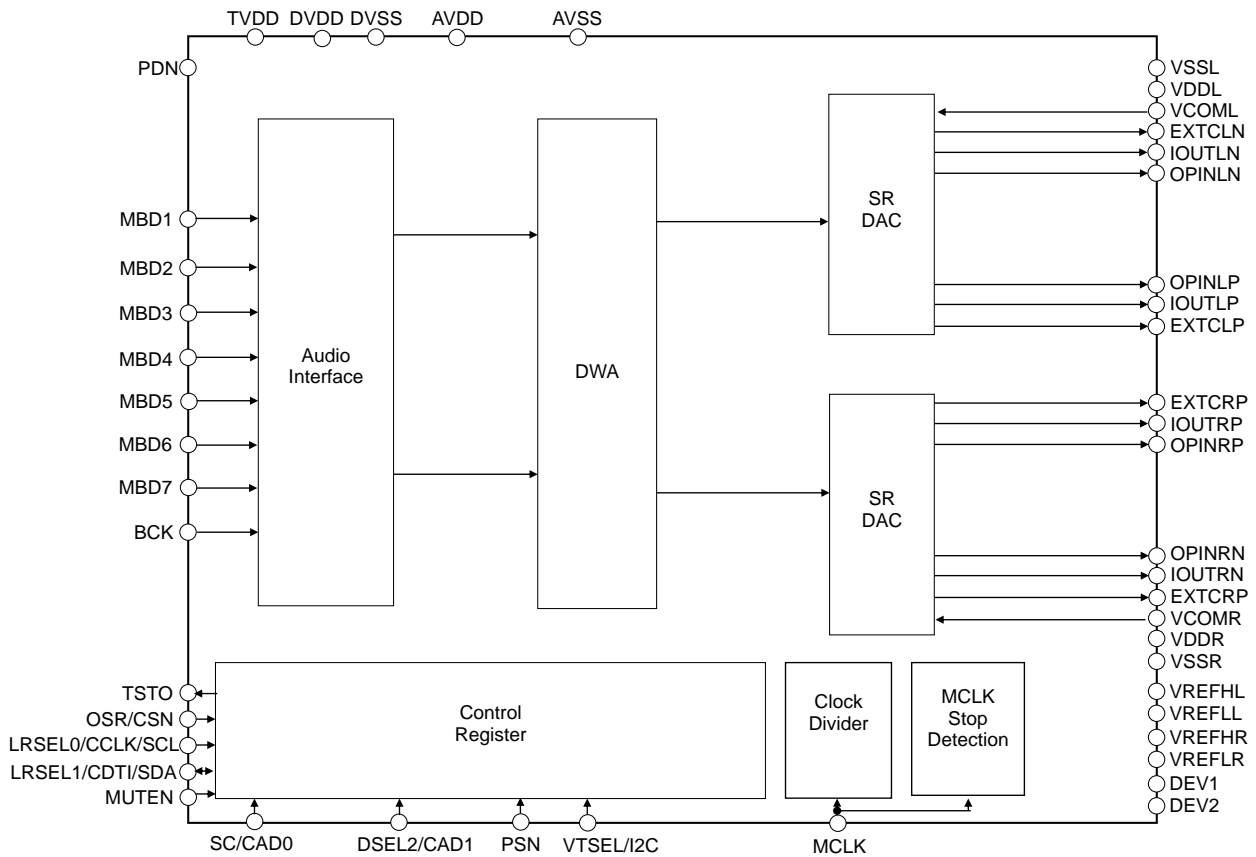 TVDD DVDD DVSS AVDD AVSS
PDN
MBD1
MBD2
MBD3
MBD4
MBD5
MBD6
MBD7
BCK
Audio
Interface
DWA
SR
DAC
SR
DAC
VSSL
VDDL
VCOML
EXTCLN
IOUTLN
OPINLN
OPINLP
IOUTLP
EXTCLP
EXTCRP
IOUTRP
OPINRP
OPINRN
IOUTRN
EXTCRP
VCOMR
VDDR
VSSR
VREFHL
VREFLL
VREFHR
VREFLR
DEV1
DEV2
TSTO
OSR/CSN
LRSEL0/CCLK/SCL
LRSEL1/CDTI/SDA
MUTEN
Control
Register
Clock
Divider
MCLK
Stop
Detection
SC/CAD0 DSEL2/CAD1 PSN VTSEL/I2C MCLK